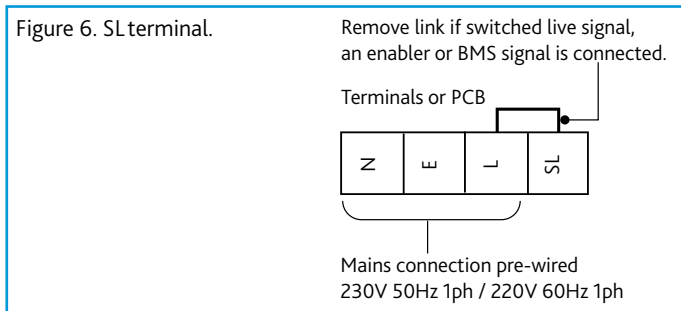 Figure 6. SL terminal.
Remove link if switched live signal,
an enabler or BMS signal is connected.
Terminals or PCB
N E L SL
Mains connection pre-wired
230V 50Hz 1ph / 220V 60Hz 1ph